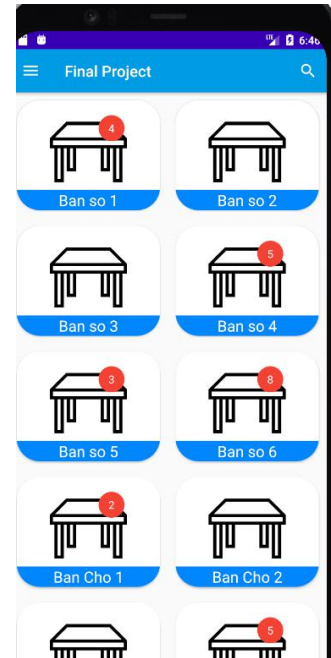 6:46
Final Project
4
Ban so 1
Ban so 2
5
Ban so 3
Ban so 4
3
8
Ban so 5
Ban so 6
2
Ban Cho 1
Ban Cho 2
5